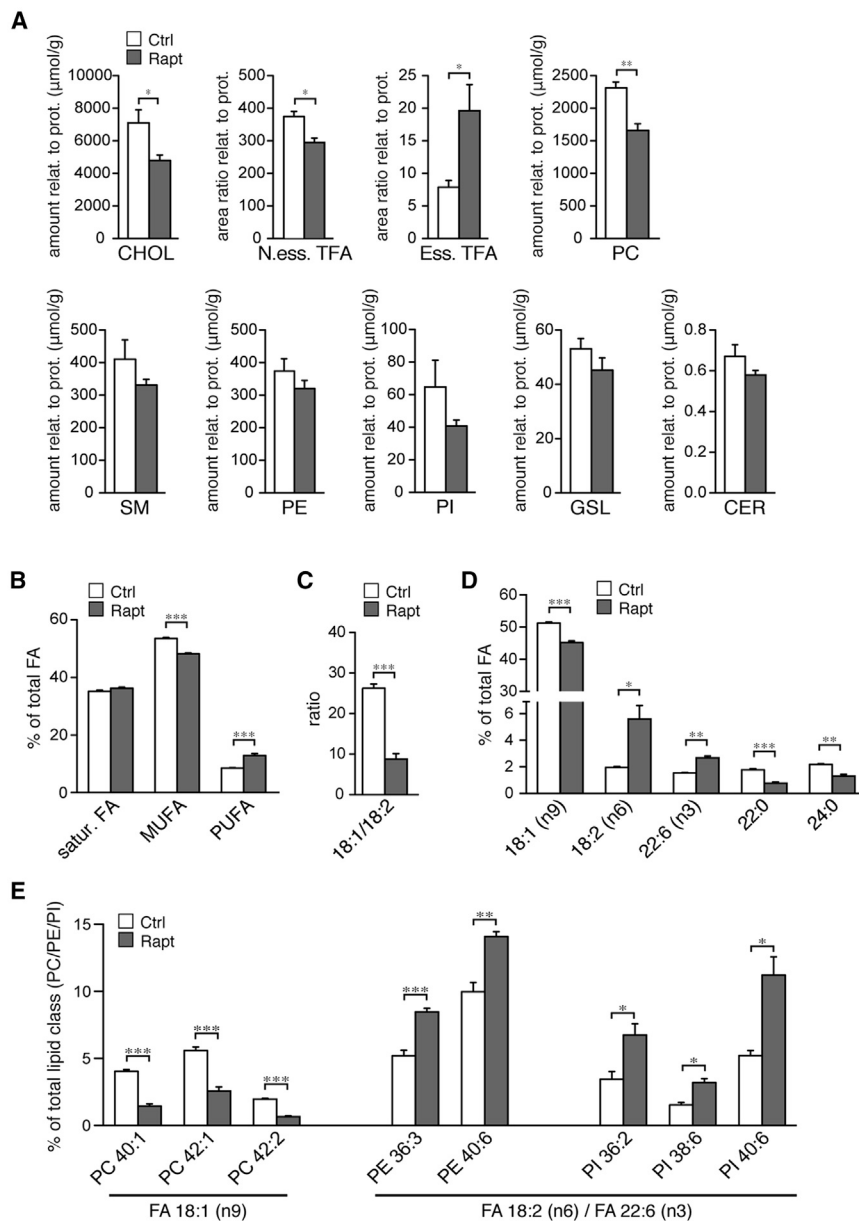 A
Ctrl
Rapt
amount relat. to prot. (μmol/g)
10000
8000
6000
4000
2000
0
*
CHOL
area ratio relat. to prot.
500
400
300
200
100
0
*
N.ess. TFA
area ratio relat. to prot.
25
20
15
10
5
0
*
Ess. TFA
amount relat. to prot. (μmol/g)
2500
2000
1500
1000
500
0
**
PC
amount relat. to prot. (μmol/g)
500
400
300
200
100
0
SM
amount relat. to prot. (μmol/g)
500
400
300
200
100
0
PE
amount relat. to prot. (μmol/g)
100
80
60
40
20
0
PI
amount relat. to prot. (μmol/g)
60
40
20
0
GSL
amount relat. to prot. (μmol/g)
0.8
0.6
0.4
0.2
0.0
CER
B
Ctrl
Rapt
% of total FA
60
40
20
0
***
***
satur. FA
MUFA
PUFA
C
Ctrl
Rapt
ratio
40
30
20
10
0
***
18:1/18:2
D
Ctrl
Rapt
% of total FA
60
50
40
30
6
4
2
0
***
*
**
***
**
18:1 (n9)
18:2 (n6)
22:6 (n3)
22:0
24:0
E
Ctrl
Rapt
% of total lipid class (PC/PE/PI)
15
10
5
0
***
***
***
***
**
*
*
*
PC 40:1
PC 42:1
PC 42:2
PE 36:3
PE 40:6
PI 36:2
PI 38:6
PI 40:6
FA 18:1 (n9)
FA 18:2 (n6) / FA 22:6 (n3)